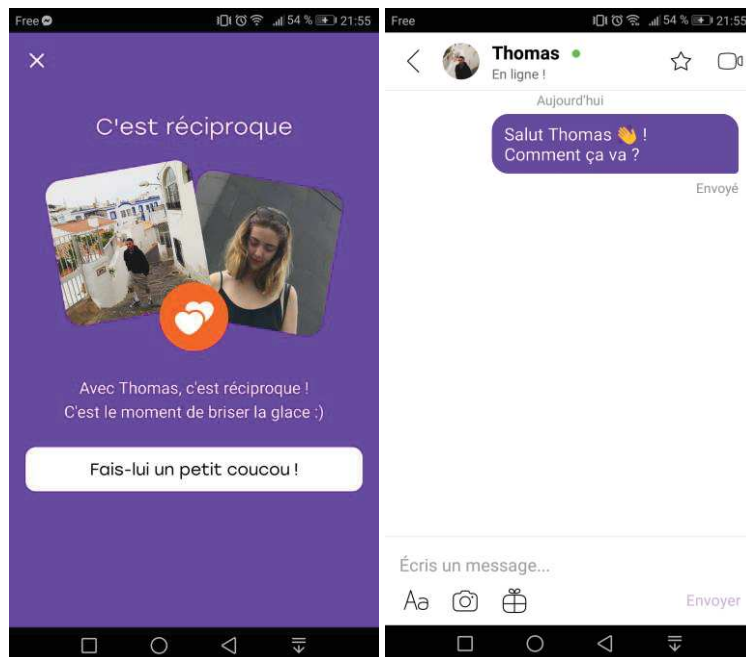 Free
54 % 21:55
C'est réciproque
Avec Thomas, c'est réciproque !
C'est le moment de briser la glace :)
Fais-lui un petit coucou !
Free
54 % 21:55
Thomas
En ligne !
Aujourd'hui
Salut Thomas 👋 !
Comment ça va ?
Envoyé
Écris un message...
Aa
Envoyer